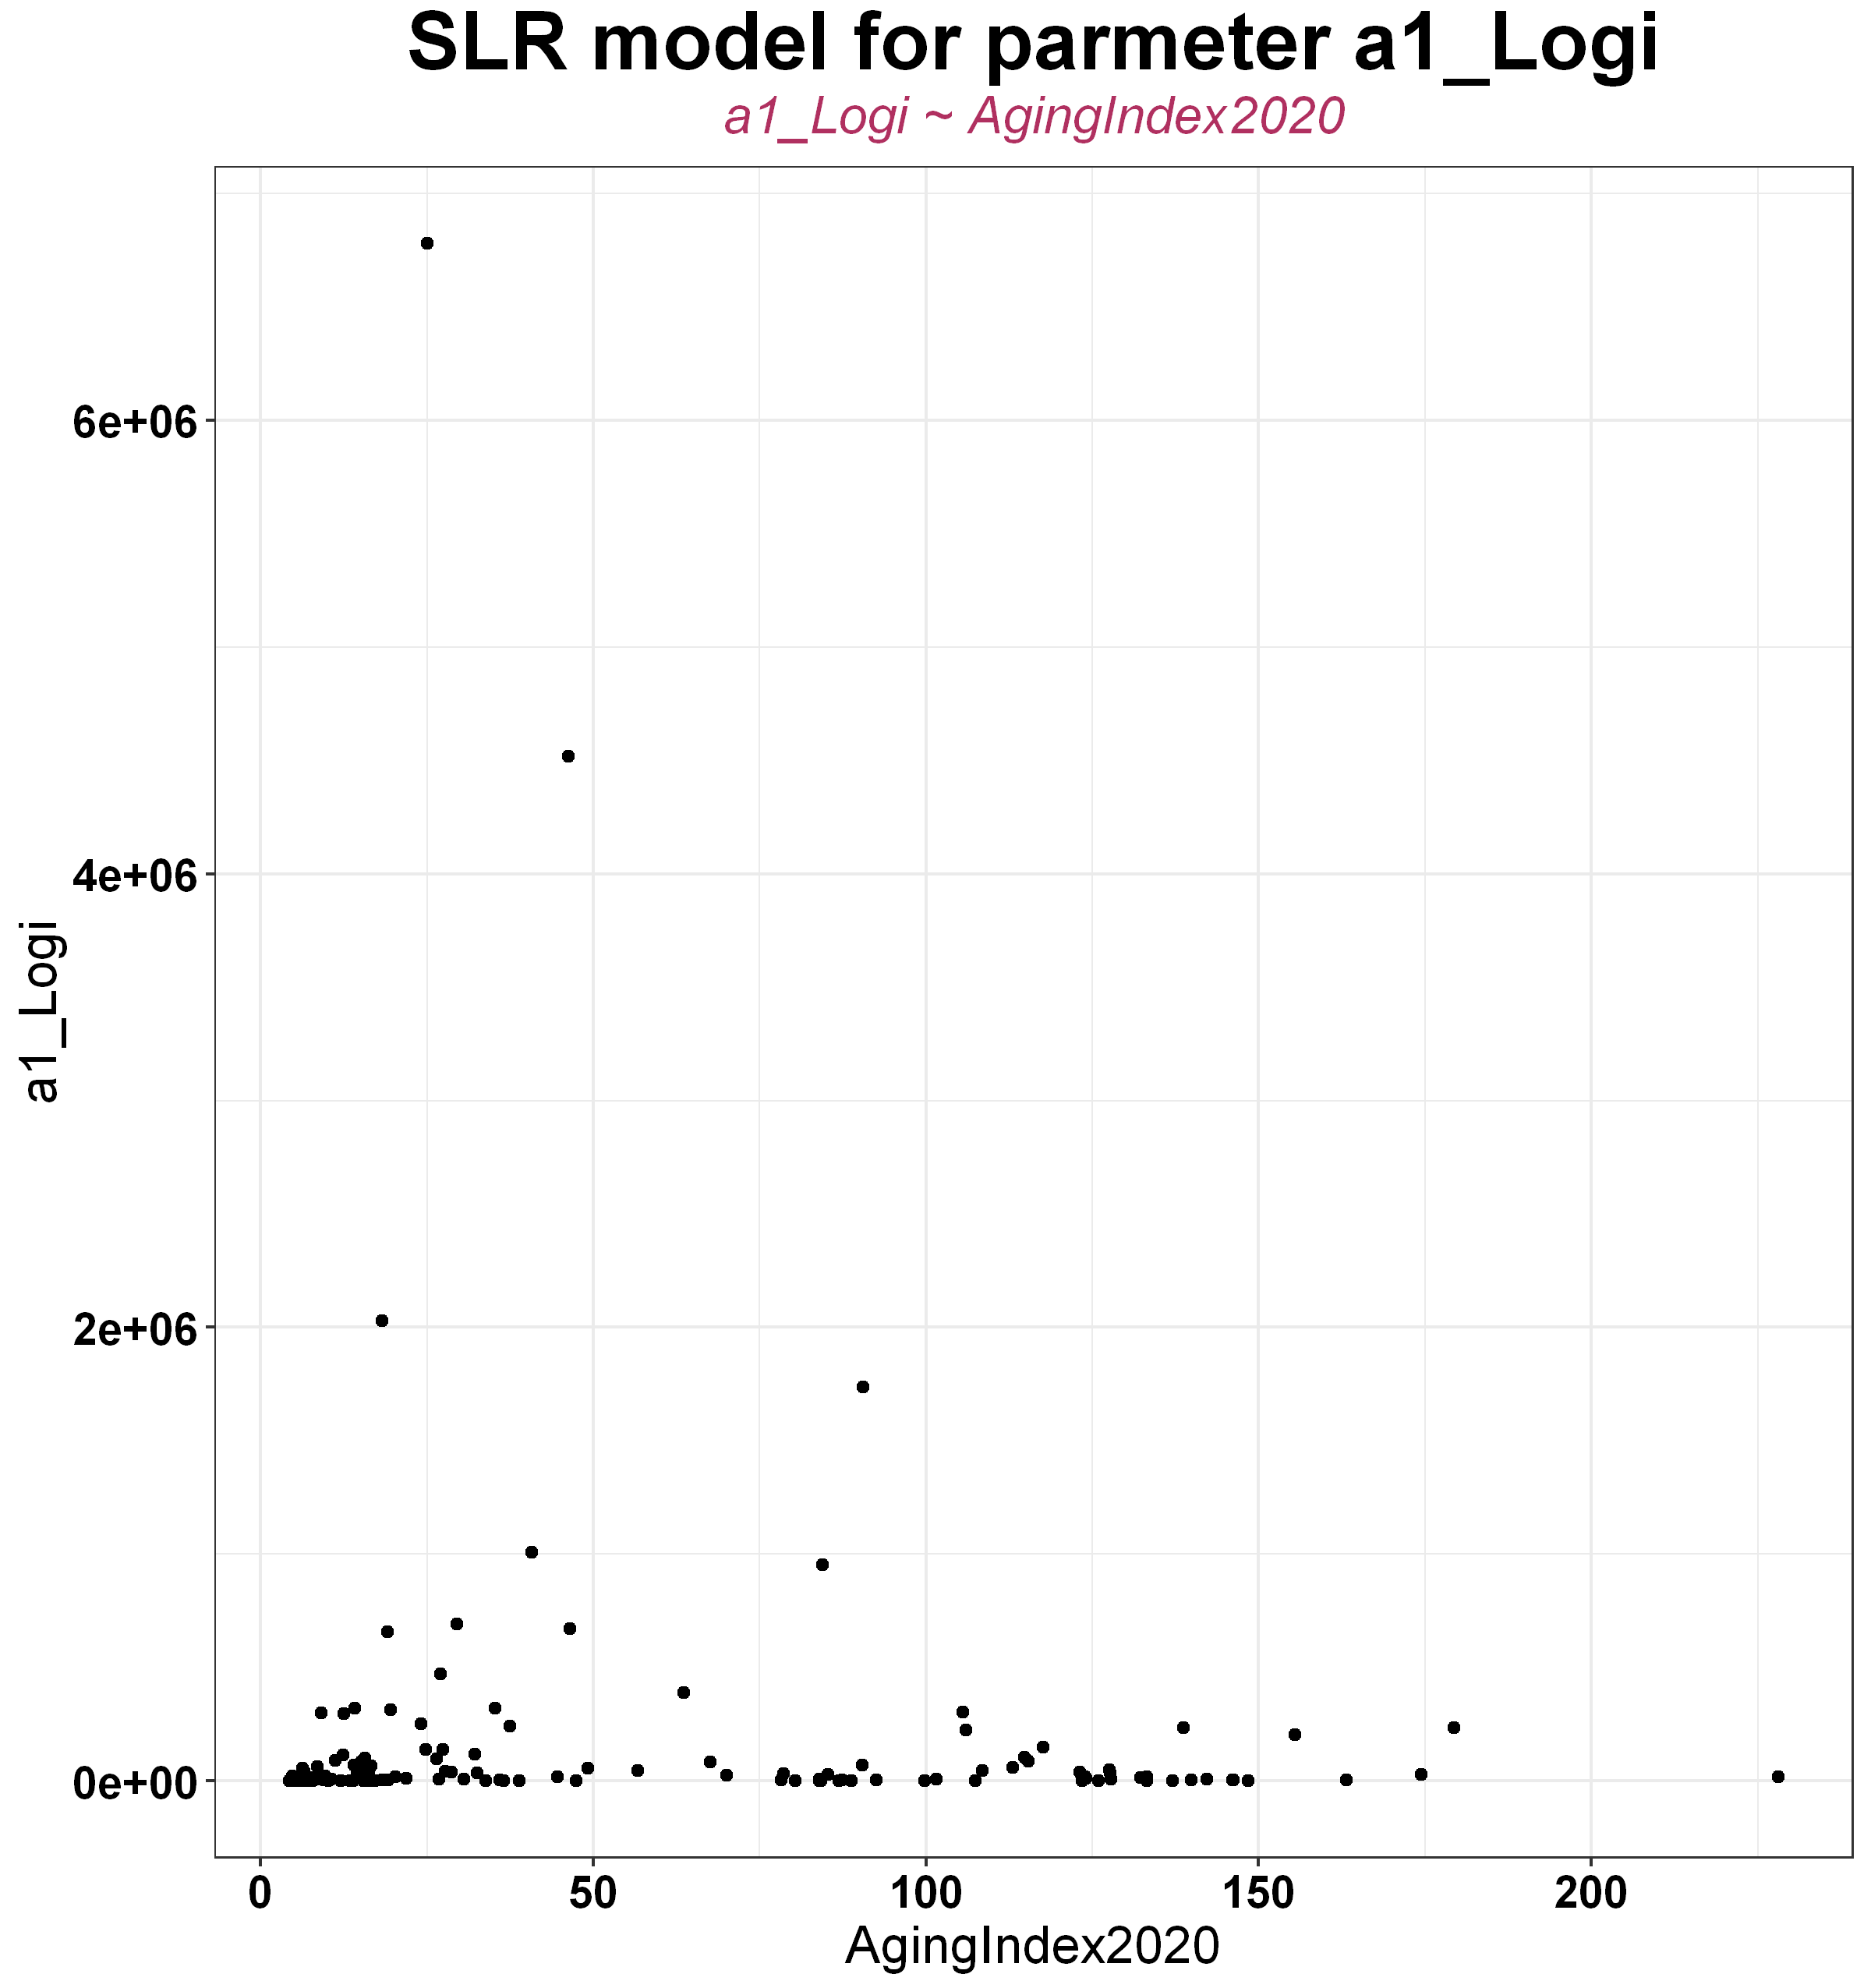 SLR model for parmeter a1_Logi
a1_Logi ~ AgingIndex2020
6e+06
4e+06
2e+06
0e+00
a1_Logi
0 50 100 150 200
AgingIndex2020